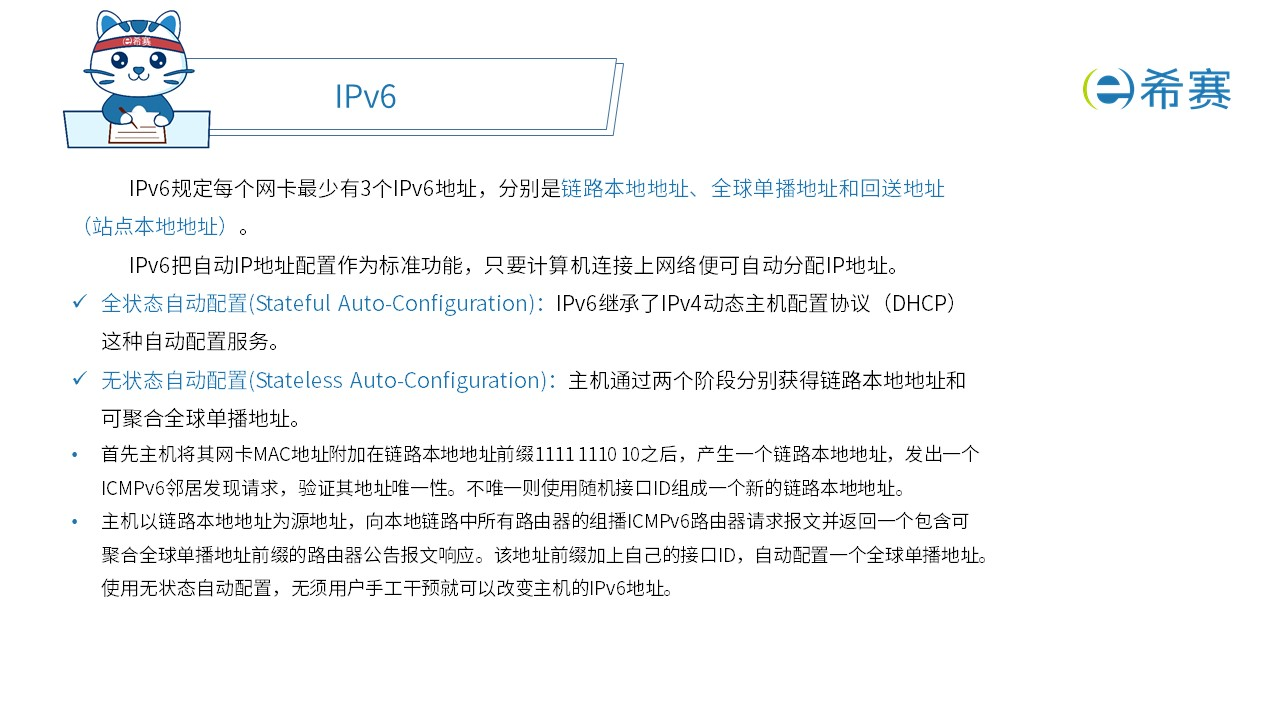 希赛
IPv6
希赛
IPv6规定每个网卡最少有3个IPv6地址，分别是链路本地地址、全球单播地址和回送地址
（站点本地地址）。
IPv6把自动IP地址配置作为标准功能，只要计算机连接上网络便可自动分配IP地址。
✓ 全状态自动配置(Stateful Auto-Configuration)：IPv6继承了IPv4动态主机配置协议（DHCP）
这种自动配置服务。
✓ 无状态自动配置(Stateless Auto-Configuration)：主机通过两个阶段分别获得链路本地地址和
可聚合全球单播地址。
• 首先主机将其网卡MAC地址附加在链路本地地址前缀1111 1110 10之后，产生一个链路本地地址，发出一个
ICMPv6邻居发现请求，验证其地址唯一性。不唯一则使用随机接口ID组成一个新的链路本地地址。
• 主机以链路本地地址为源地址，向本地链路中所有路由器的组播ICMPv6路由器请求报文并返回一个包含可
聚合全球单播地址前缀的路由器公告报文响应。该地址前缀加上自己的接口ID，自动配置一个全球单播地址。
使用无状态自动配置，无须用户手工干预就可以改变主机的IPv6地址。